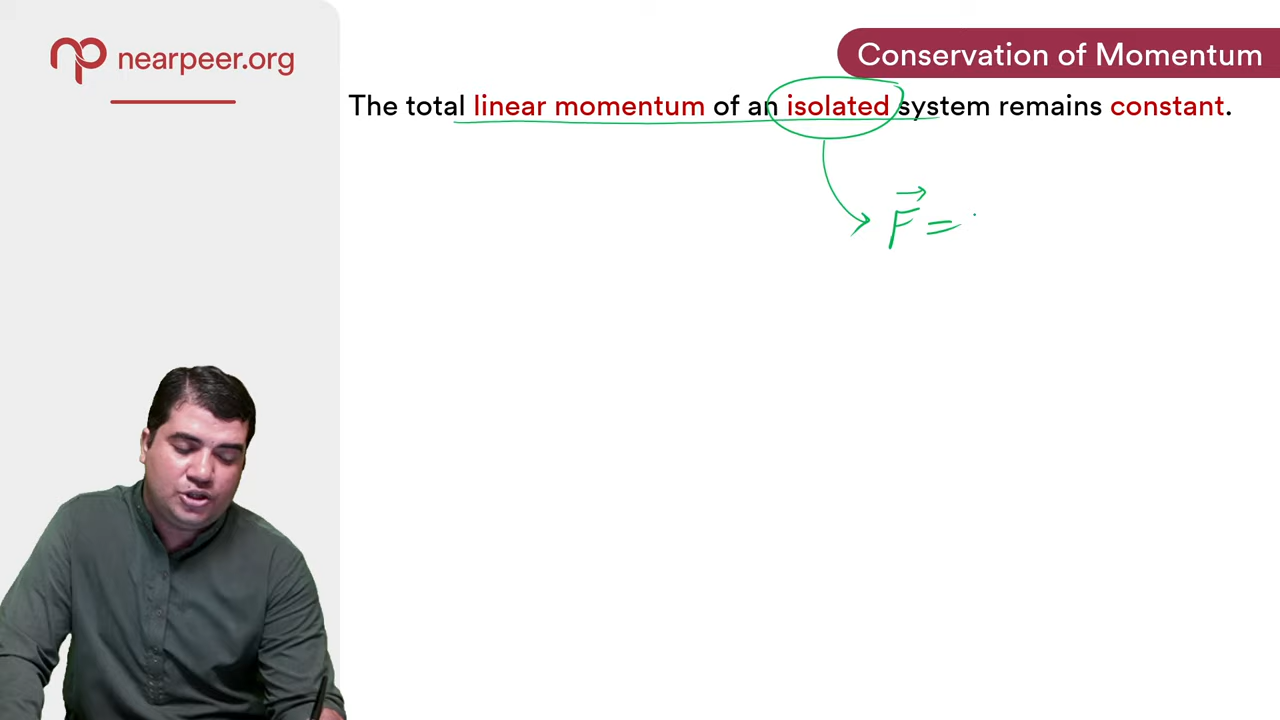 nearpeer.org
Conservation of Momentum
The total linear momentum of an isolated system remains constant.
F⃗ =